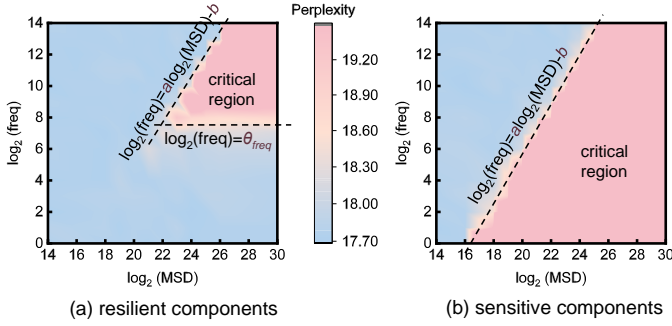 Perplexity
14
12
10
8
6
4
2
0
log2 (freq)
log2(freq)=alog2(MSD)-b
critical
region
log2(freq)=θfreq
14 16 18 20 22 24 26 28 30
log2 (MSD)
(a) resilient components
19.20
18.90
18.60
18.30
18.00
17.70
14
12
10
8
6
4
2
0
log2 (freq)
log2(freq)=alog2(MSD)-b
critical
region
14 16 18 20 22 24 26 28 30
log2 (MSD)
(b) sensitive components